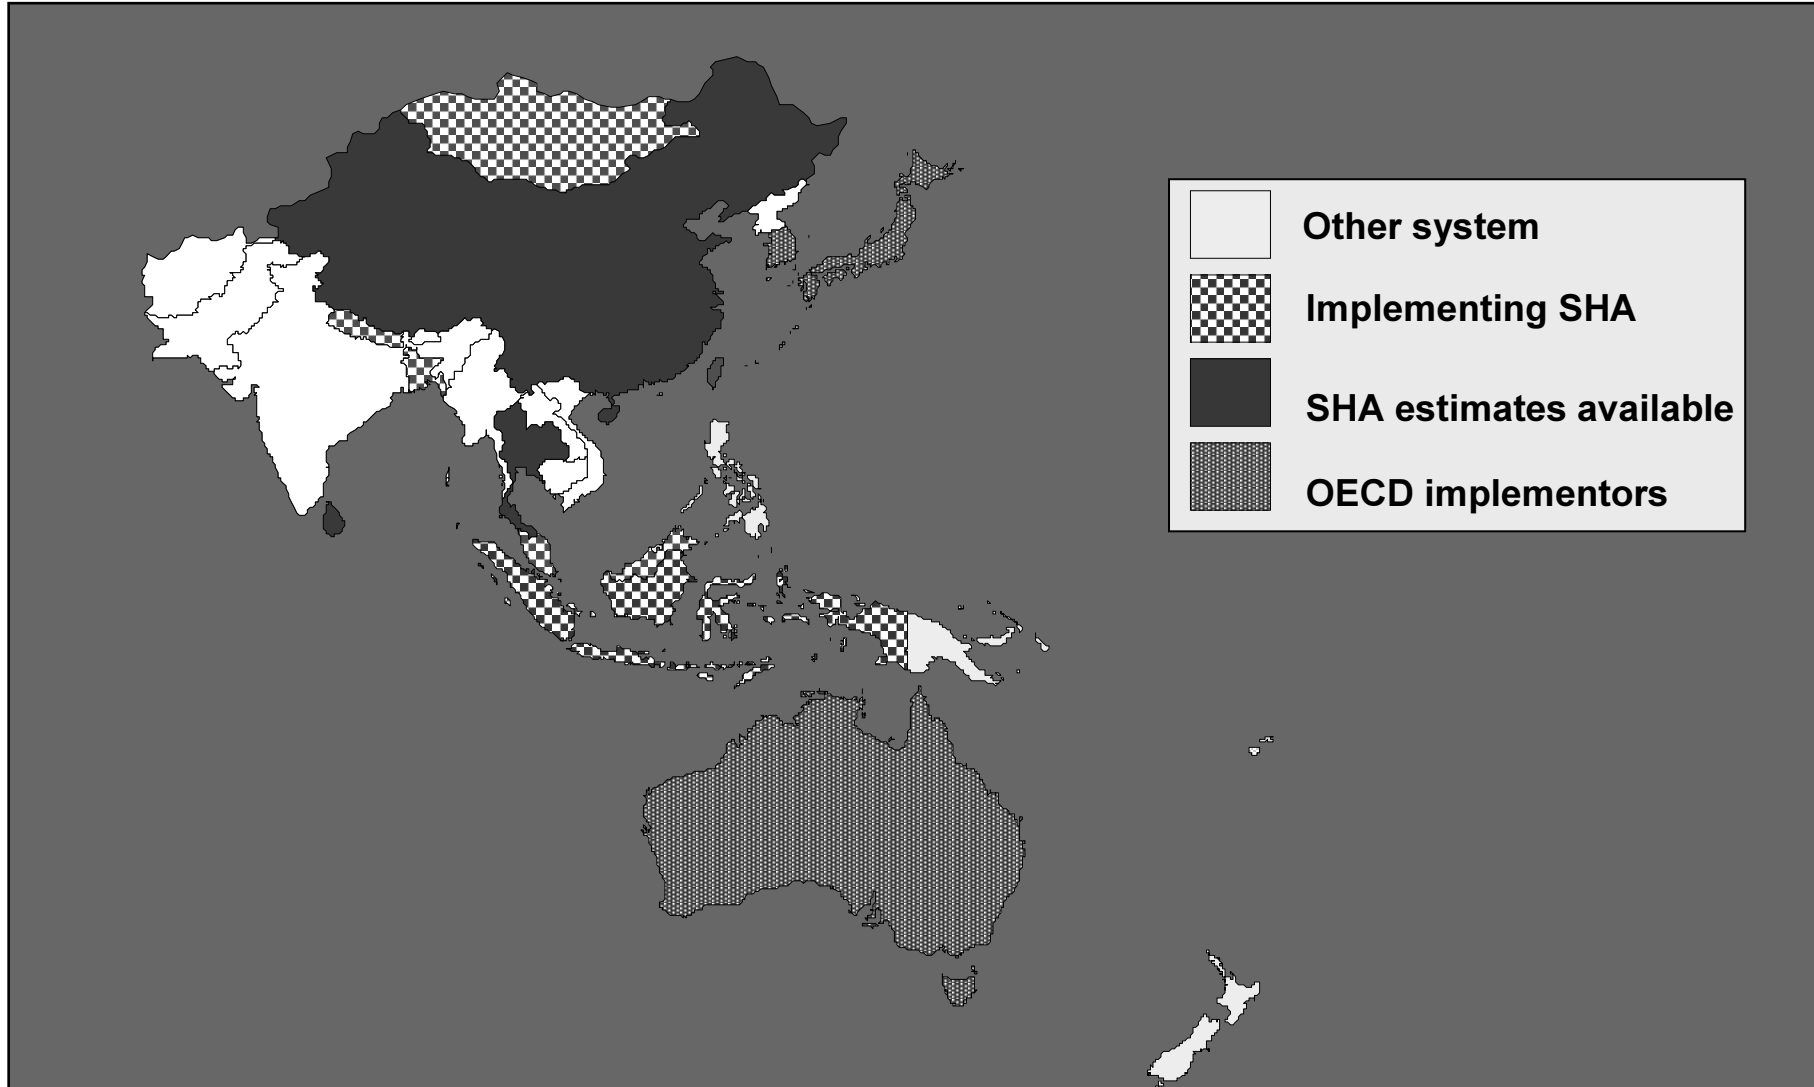 Other system
Implementing SHA
SHA estimates available
OECD implementors